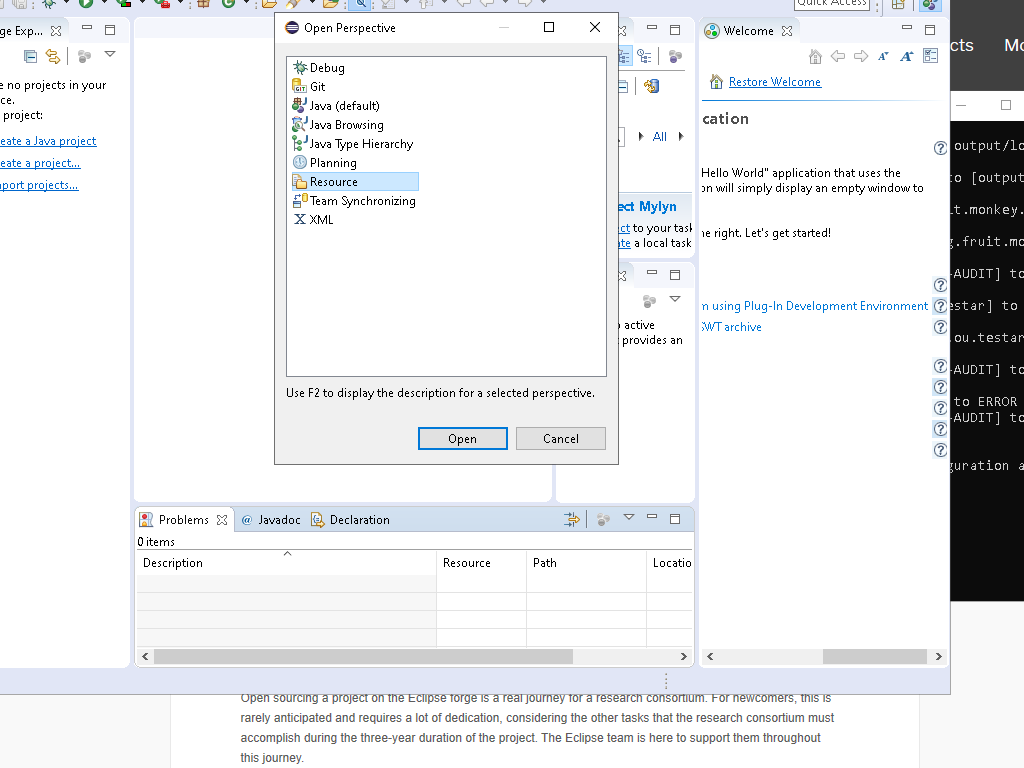 Quick Access
ge Exp...
Open Perspective
Welcome
cts
Mo
e no projects in your
ce.
project:
eate a Java project
eate a project...
port projects...
Debug
Git
Java (default)
Java Browsing
Java Type Hierarchy
Planning
Resource
Team Synchronizing
XML
Use F2 to display the description for a selected perspective.
Open
Cancel
All
ect Mylyn
ct to your task
ate a local task
active
provides an
Restore Welcome
cation
Hello World" application that uses the
on will simply display an empty window to
he right. Let's get started!
n using Plug-In Development Environment
SWT archive
output/lo
to [output
it.monkey.
g.fruit.mo
-AUDIT] to
estar] to
ou.testar
-AUDIT] to
to ERROR
-AUDIT] to
guration a
Problems
@ Javadoc
Declaration
0 items
Description
Resource
Path
Locatio
Open sourcing a project on the Eclipse forge is a real journey for a research consortium. For newcomers, this is
rarely anticipated and requires a lot of dedication, considering the other tasks that the research consortium must
accomplish during the three-year duration of the project. The Eclipse team is here to support them throughout
this journey.